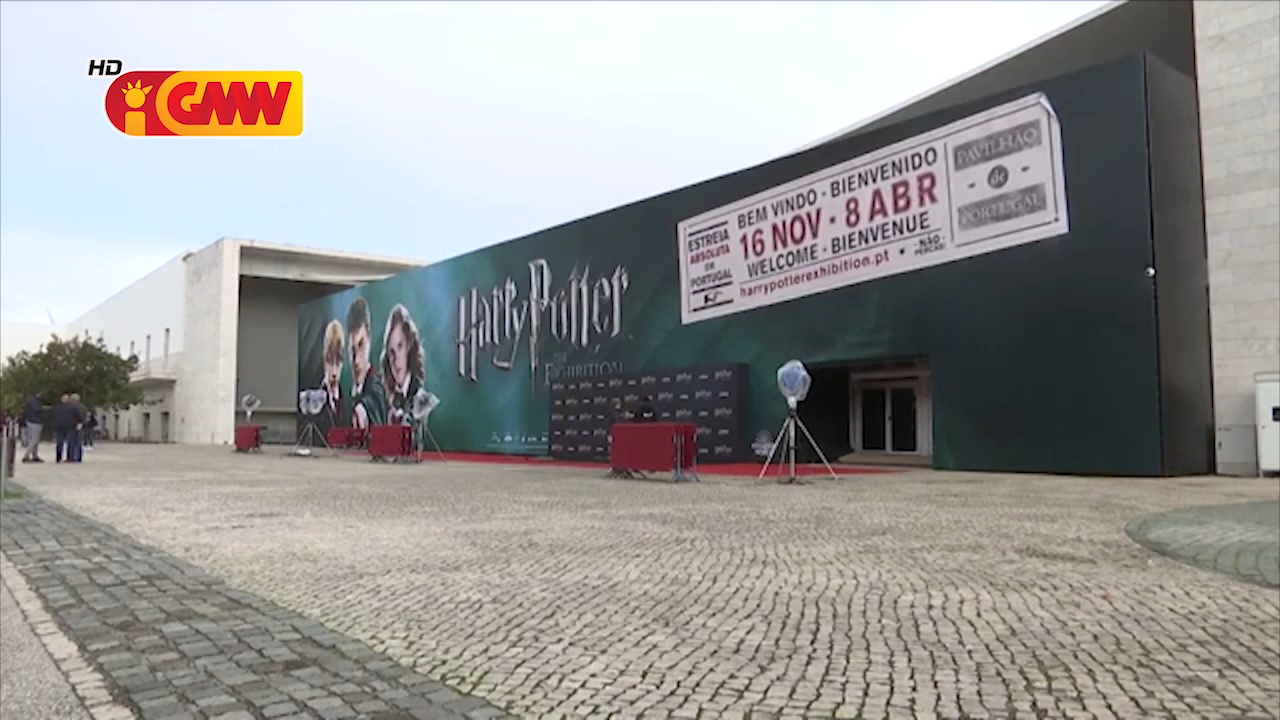 HD
iGMW
BEM VINDO - BIENVENIDO
16 NOV - 8 ABR
WELCOME - BIENVENUE
harrypotterexhibition.pt
ESTREIA
ABSOLUTA
EM
PORTUGAL
• NÃO
PERCAS!
PAVILHÃO
- de -
PORTUGAL
Harry Potter
THE
EXHIBITION